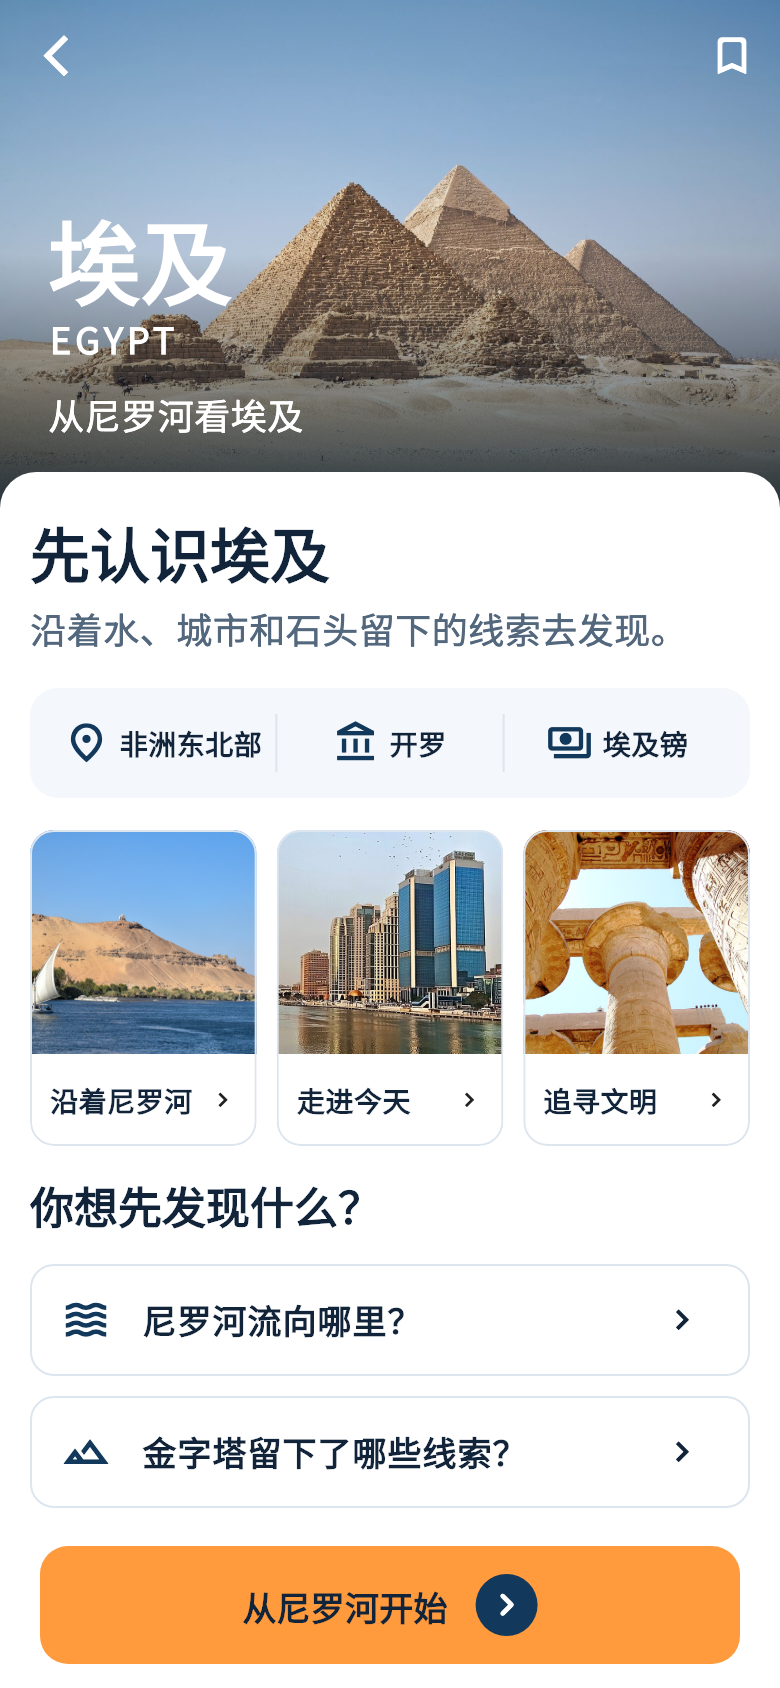 埃及
EGYPT
从尼罗河看埃及
先认识埃及
沿着水、城市和石头留下的线索去发现。
非洲东北部
开罗
埃及镑
沿着尼罗河
走进今天
追寻文明
你想先发现什么？
尼罗河流向哪里？
金字塔留下了哪些线索？
从尼罗河开始